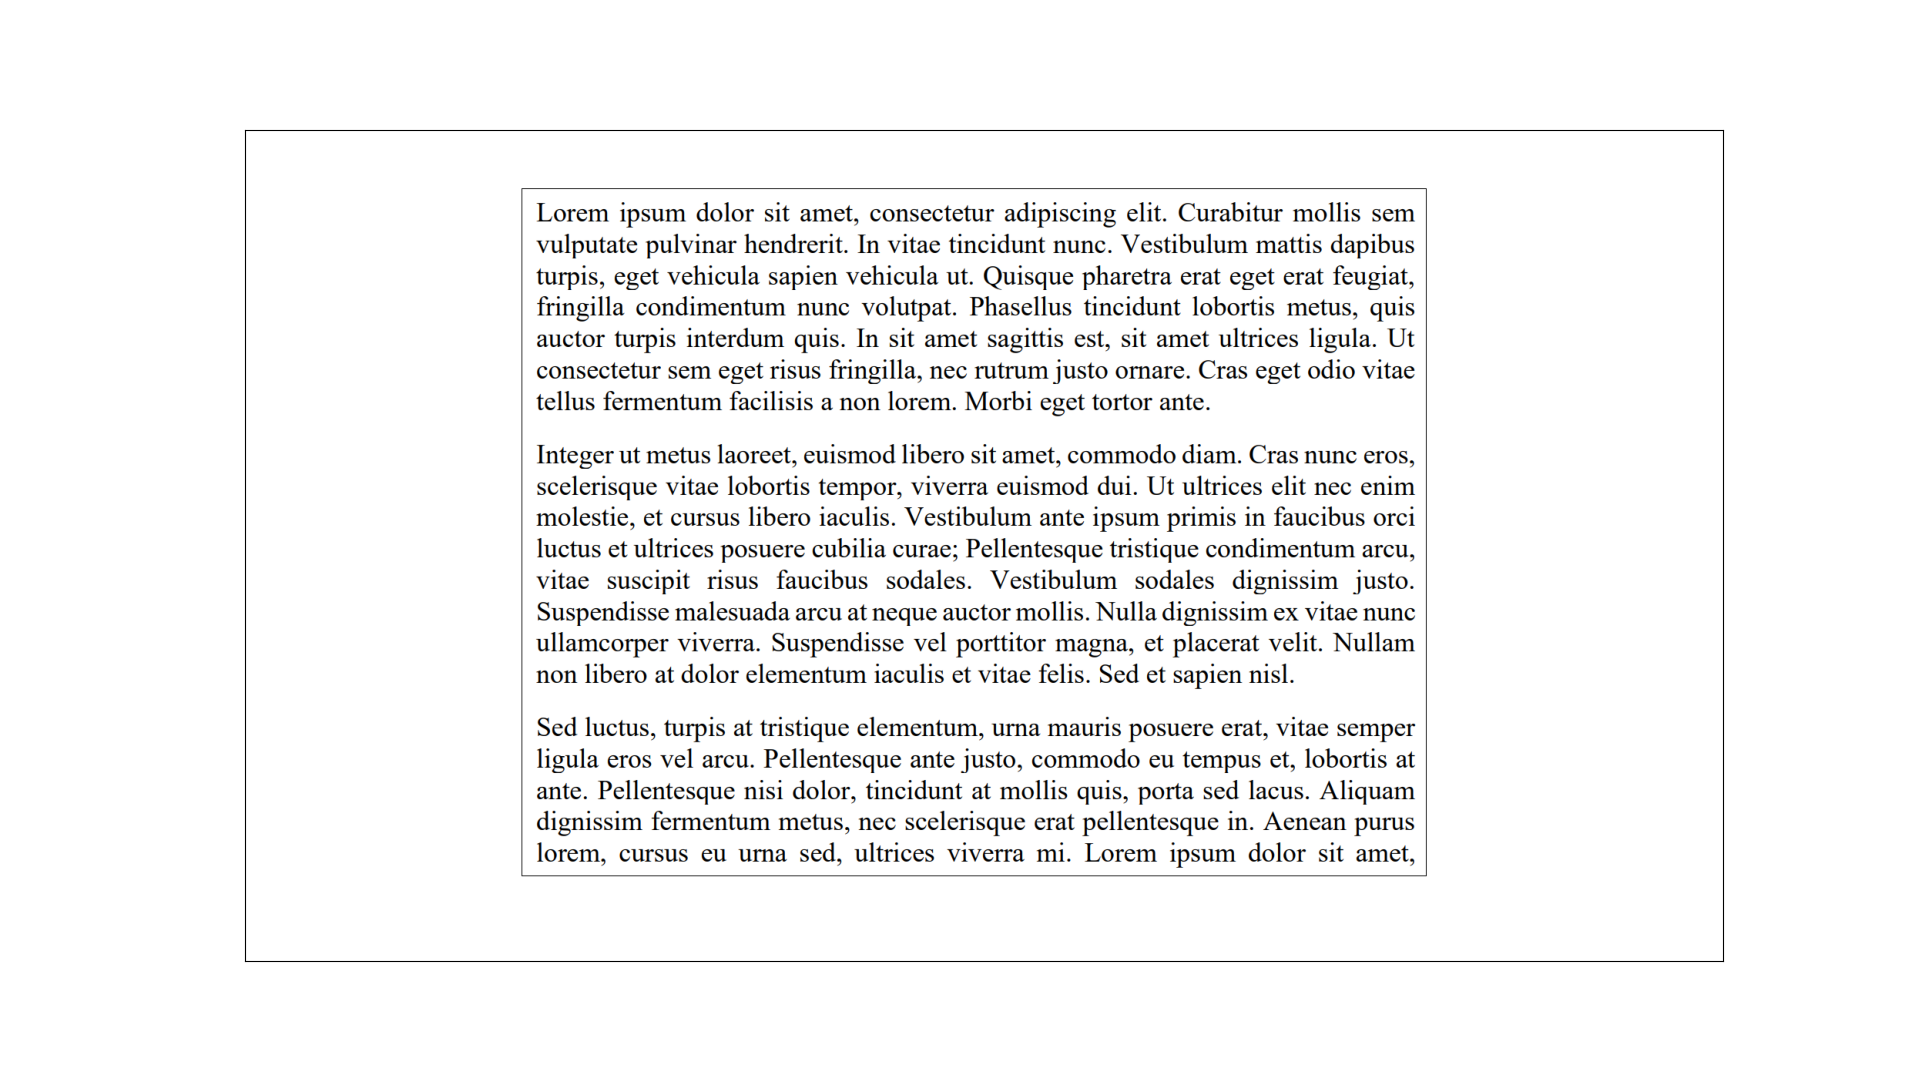 Lorem ipsum dolor sit amet, consectetur adipiscing elit. Curabitur mollis sem
vulputate pulvinar hendrerit. In vitae tincidunt nunc. Vestibulum mattis dapibus
turpis, eget vehicula sapien vehicula ut. Quisque pharetra erat eget erat feugiat,
fringilla condimentum nunc volutpat. Phasellus tincidunt lobortis metus, quis
auctor turpis interdum quis. In sit amet sagittis est, sit amet ultrices ligula. Ut
consectetur sem eget risus fringilla, nec rutrum justo ornare. Cras eget odio vitae
tellus fermentum facilisis a non lorem. Morbi eget tortor ante.
Integer ut metus laoreet, euismod libero sit amet, commodo diam. Cras nunc eros,
scelerisque vitae lobortis tempor, viverra euismod dui. Ut ultrices elit nec enim
molestie, et cursus libero iaculis. Vestibulum ante ipsum primis in faucibus orci
luctus et ultrices posuere cubilia curae; Pellentesque tristique condimentum arcu,
vitae suscipit risus faucibus sodales. Vestibulum sodales dignissim justo.
Suspendisse malesuada arcu at neque auctor mollis. Nulla dignissim ex vitae nunc
ullamcorper viverra. Suspendisse vel porttitor magna, et placerat velit. Nullam
non libero at dolor elementum iaculis et vitae felis. Sed et sapien nisl.
Sed luctus, turpis at tristique elementum, urna mauris posuere erat, vitae semper
ligula eros vel arcu. Pellentesque ante justo, commodo eu tempus et, lobortis at
ante. Pellentesque nisi dolor, tincidunt at mollis quis, porta sed lacus. Aliquam
dignissim fermentum metus, nec scelerisque erat pellentesque in. Aenean purus
lorem, cursus eu urna sed, ultrices viverra mi. Lorem ipsum dolor sit amet,